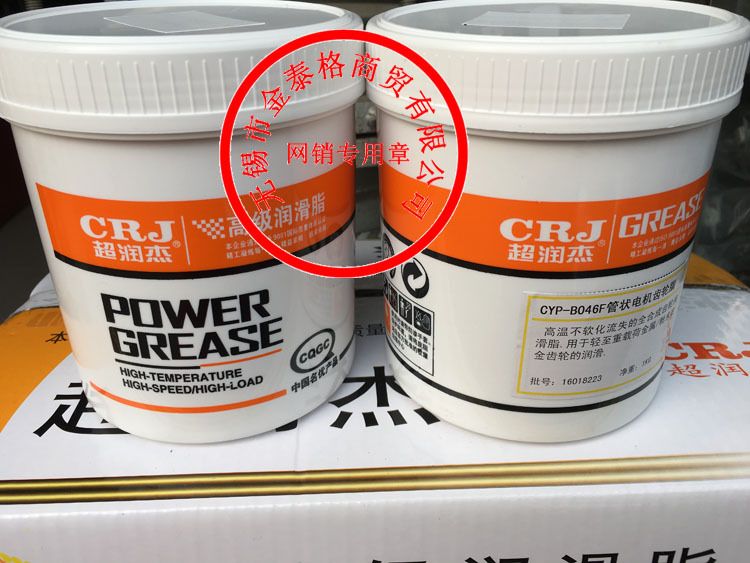 无锡市金泰格商贸有限公司
网销专用章
CRJ
超润杰®
高级润滑脂
POWER
GREASE
HIGH-TEMPERATURE
HIGH-SPEED/HIGH-LOAD
CQGC
中国名优产品
CRJ
超润杰®
GREASE
CYP-B046F管状电机齿轮脂
高温不软化流失的全合成齿轮润
滑脂.用于轻至重载荷金属/
金齿轮的润滑.
批号: 16018223
净重: 1KG
CRJ
超润杰